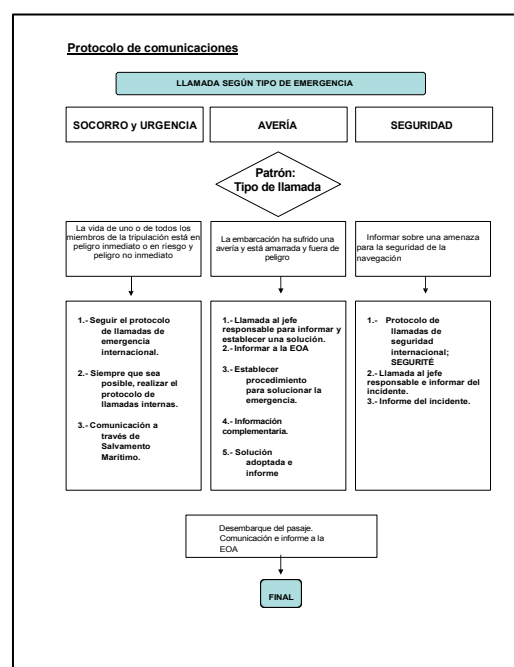 Protocolo de comunicaciones
LLAMADA SEGÚN TIPO DE EMERGENCIA
SOCORRO y URGENCIA
AVERÍA
SEGURIDAD
Patrón:
Tipo de llamada
La vida de uno o de todos los
miembros de la tripulación está en
peligro inmediato o en riesgo y
peligro no inmediato
La embarcación ha sufrido una
avería y está amarrada y fuera de
peligro
Informar sobre una amenaza
para la seguridad de la
navegación
1.- Seguir el protocolo
de llamadas de
emergencia
internacional.
2.- Siempre que sea
posible, realizar el
protocolo de
llamadas internas.
3.- Comunicación a
través de
Salvamento
Marítimo.
1.- Llamada al jefe
responsable para informar y
establecer una solución.
2.- Informar a la EOA
3.- Establecer
procedimiento
para solucionar la
emergencia.
4.- Información
complementaria.
5.- Solución
adoptada e
informe
1.- Protocolo de
llamadas de
seguridad
internacional;
SEGURITÉ
2.- Llamada al jefe
responsable e informar del
incidente.
3.- Informe del incidente.
Desembarque del pasaje.
Comunicación e informe a la
EOA
FINAL